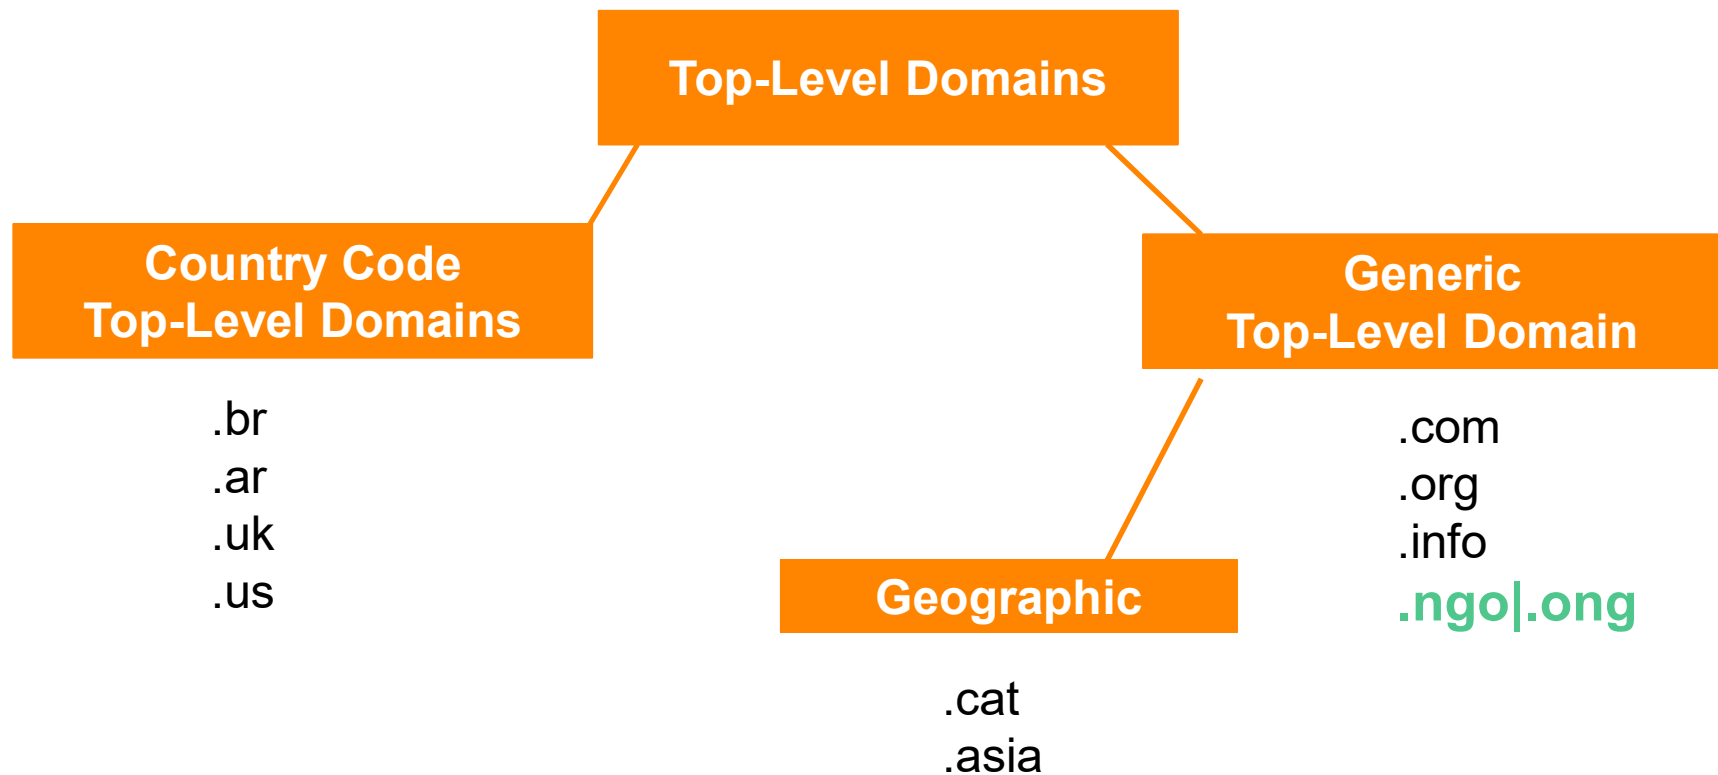 Top-Level Domains
Country Code
Top-Level Domains
.br
.ar
.uk
.us
Generic
Top-Level Domain
.com
.org
.info
.ngo|.ong
Geographic
.cat
.asia